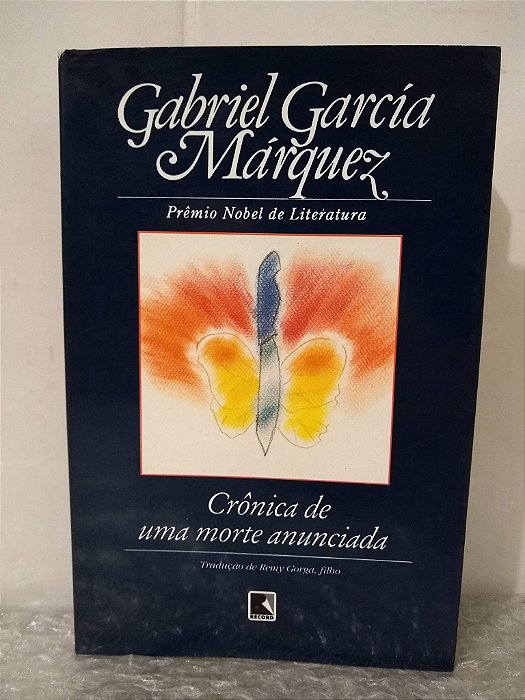 Gabriel García
Márquez
Prêmio Nobel de Literatura
Crônica de
uma morte anunciada
Tradução de Remy Gorga, filho
RECORD